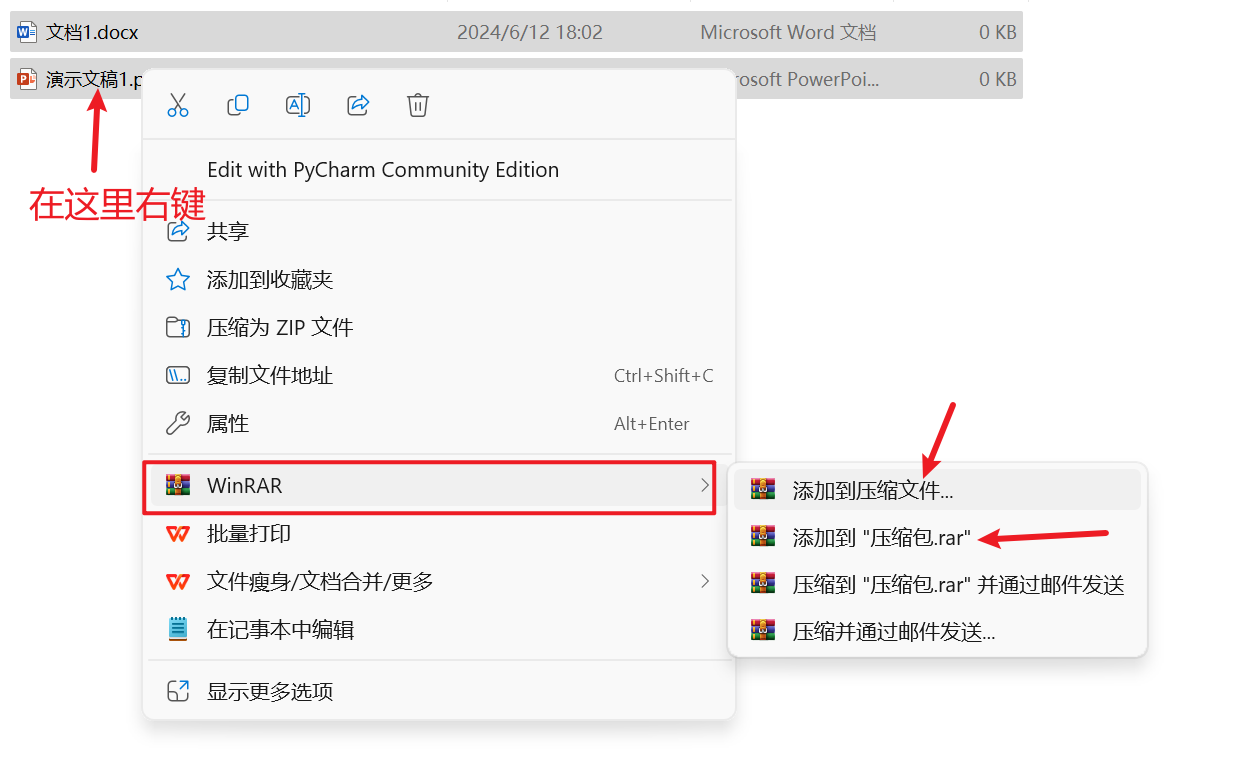 文档1.docx 2024/6/12 18:02 Microsoft Word 文档 0 KB
演示文稿1.p rosoft PowerPoi... 0 KB
Edit with PyCharm Community Edition
在这里右键
共享
添加到收藏夹
压缩为 ZIP 文件
复制文件地址 Ctrl+Shift+C
属性 Alt+Enter
WinRAR
添加到压缩文件...
批量打印
添加到 "压缩包.rar"
文件瘦身/文档合并/更多
压缩到 "压缩包.rar" 并通过邮件发送
在记事本中编辑
压缩并通过邮件发送...
显示更多选项